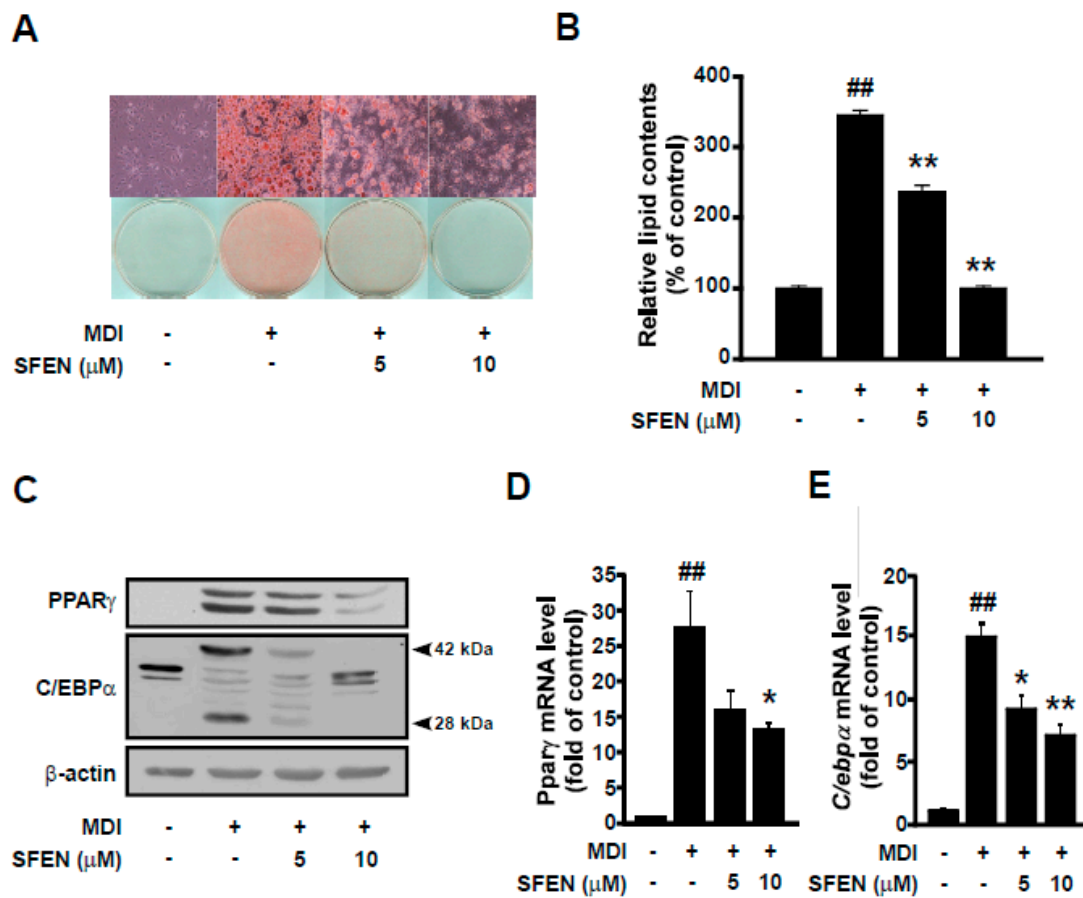 A
MDI - + + +
SFEN (μM) - - 5 10
B
Relative lipid contents
(% of control)
400
300
200
100
0
##
**
**
MDI - + + +
SFEN (μM) - - 5 10
C
PPARγ
C/EBPα
42 kDa
28 kDa
β-actin
MDI - + + +
SFEN (μM) - - 5 10
D
Pparγ mRNA level
(fold of control)
35
30
25
20
15
10
5
0
##
*
MDI - + + +
SFEN (μM) - - 5 10
E
C/ebpα mRNA level
(fold of control)
20
15
10
5
0
##
*
**
MDI - + + +
SFEN (μM) - - 5 10